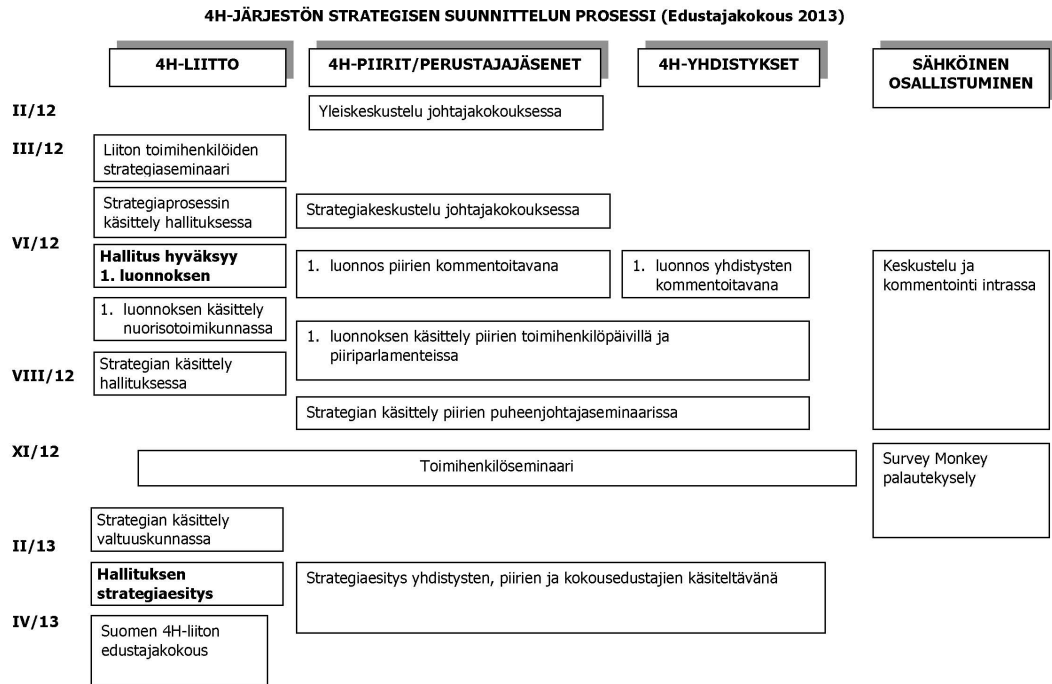 4H-JÄRJESTÖN STRATEGISEN SUUNNITTELUN PROSESSI (Edustajakokous 2013)
4H-LIITTO
4H-PIIRIT/PERUSTAJAJÄSENET
4H-YHDISTYKSET
SÄHKÖINEN
OSALLISTUMINEN
II/12
Yleiskeskustelu johtajakokouksessa
III/12
Liiton toimihenkilöiden
strategiaseminaari
Strategiaprosessin
käsittely hallituksessa
Strategiakeskustelu johtajakokouksessa
VI/12
Hallitus hyväksyy
1. luonnoksen
1. luonnos piirien kommentoitavana
1. luonnos yhdistysten
kommentoitavana
Keskustelu ja
kommentointi intrassa
1. luonnoksen käsittely
nuorisotoimikunnassa
1. luonnoksen käsittely piirien toimihenkilöpäivillä ja
piiriparlamenteissa
VIII/12
Strategian käsittely
hallituksessa
Strategian käsittely piirien puheenjohtajaseminaarissa
XI/12
Toimihenkilöseminaari
Survey Monkey
palautekysely
Strategian käsittely
valtuuskunnassa
II/13
Hallituksen
strategiaesitys
Strategiaesitys yhdistysten, piirien ja kokousedustajien käsiteltävänä
IV/13
Suomen 4H-liiton
edustajakokous